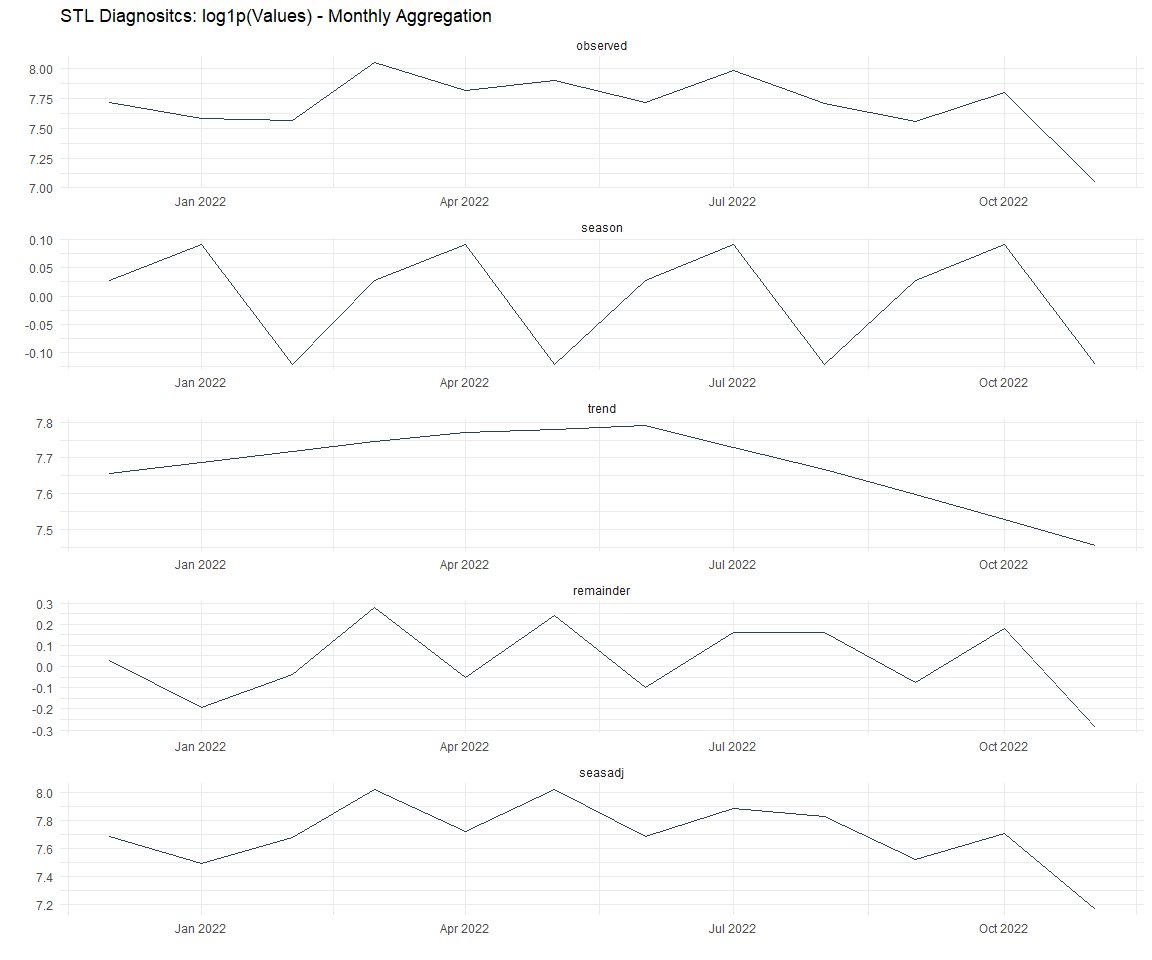 STL Diagnositcs: log1p(Values) - Monthly Aggregation
observed
8.00
7.75
7.50
7.25
7.00
Jan 2022 Apr 2022 Jul 2022 Oct 2022
season
0.10
0.05
0.00
-0.05
-0.10
Jan 2022 Apr 2022 Jul 2022 Oct 2022
trend
7.8
7.7
7.6
7.5
Jan 2022 Apr 2022 Jul 2022 Oct 2022
remainder
0.3
0.2
0.1
0.0
-0.1
-0.2
-0.3
Jan 2022 Apr 2022 Jul 2022 Oct 2022
seasadj
8.0
7.8
7.6
7.4
7.2
Jan 2022 Apr 2022 Jul 2022 Oct 2022